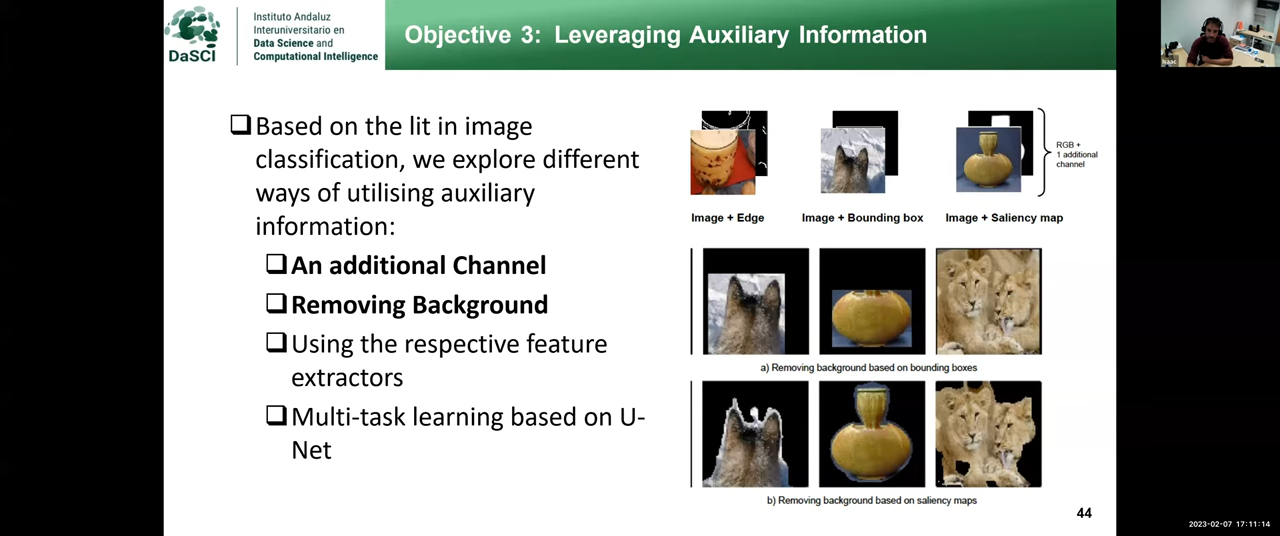 DaSCI
Instituto Andaluz
Interuniversitario en
Data Science and
Computational Intelligence
Objective 3: Leveraging Auxiliary Information
Isaac
Based on the lit in image
classification, we explore different
ways of utilising auxiliary
information:
An additional Channel
Removing Background
Using the respective feature
extractors
Multi-task learning based on U-
Net
RGB +
1 additional
channel
Image + Edge
Image + Bounding box
Image + Saliency map
a) Removing background based on bounding boxes
b) Removing background based on saliency maps
44
2023-02-07 17:11:14